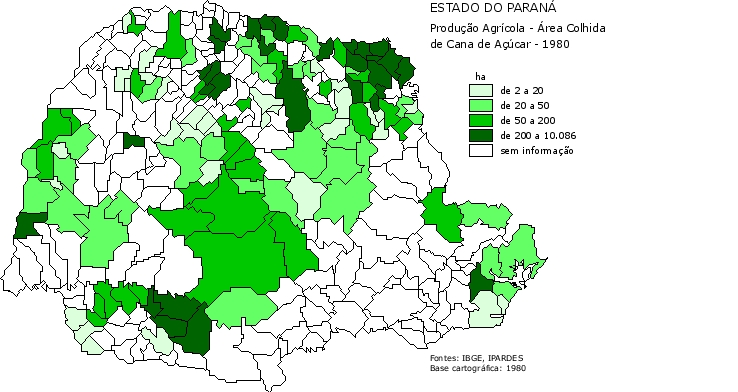 ESTADO DO PARANÁ
Produção Agrícola - Área Colhida
de Cana de Açúcar - 1980
ha
de 2 a 20
de 20 a 50
de 50 a 200
de 200 a 10.086
sem informação
Fontes: IBGE, IPARDES
Base cartográfica: 1980